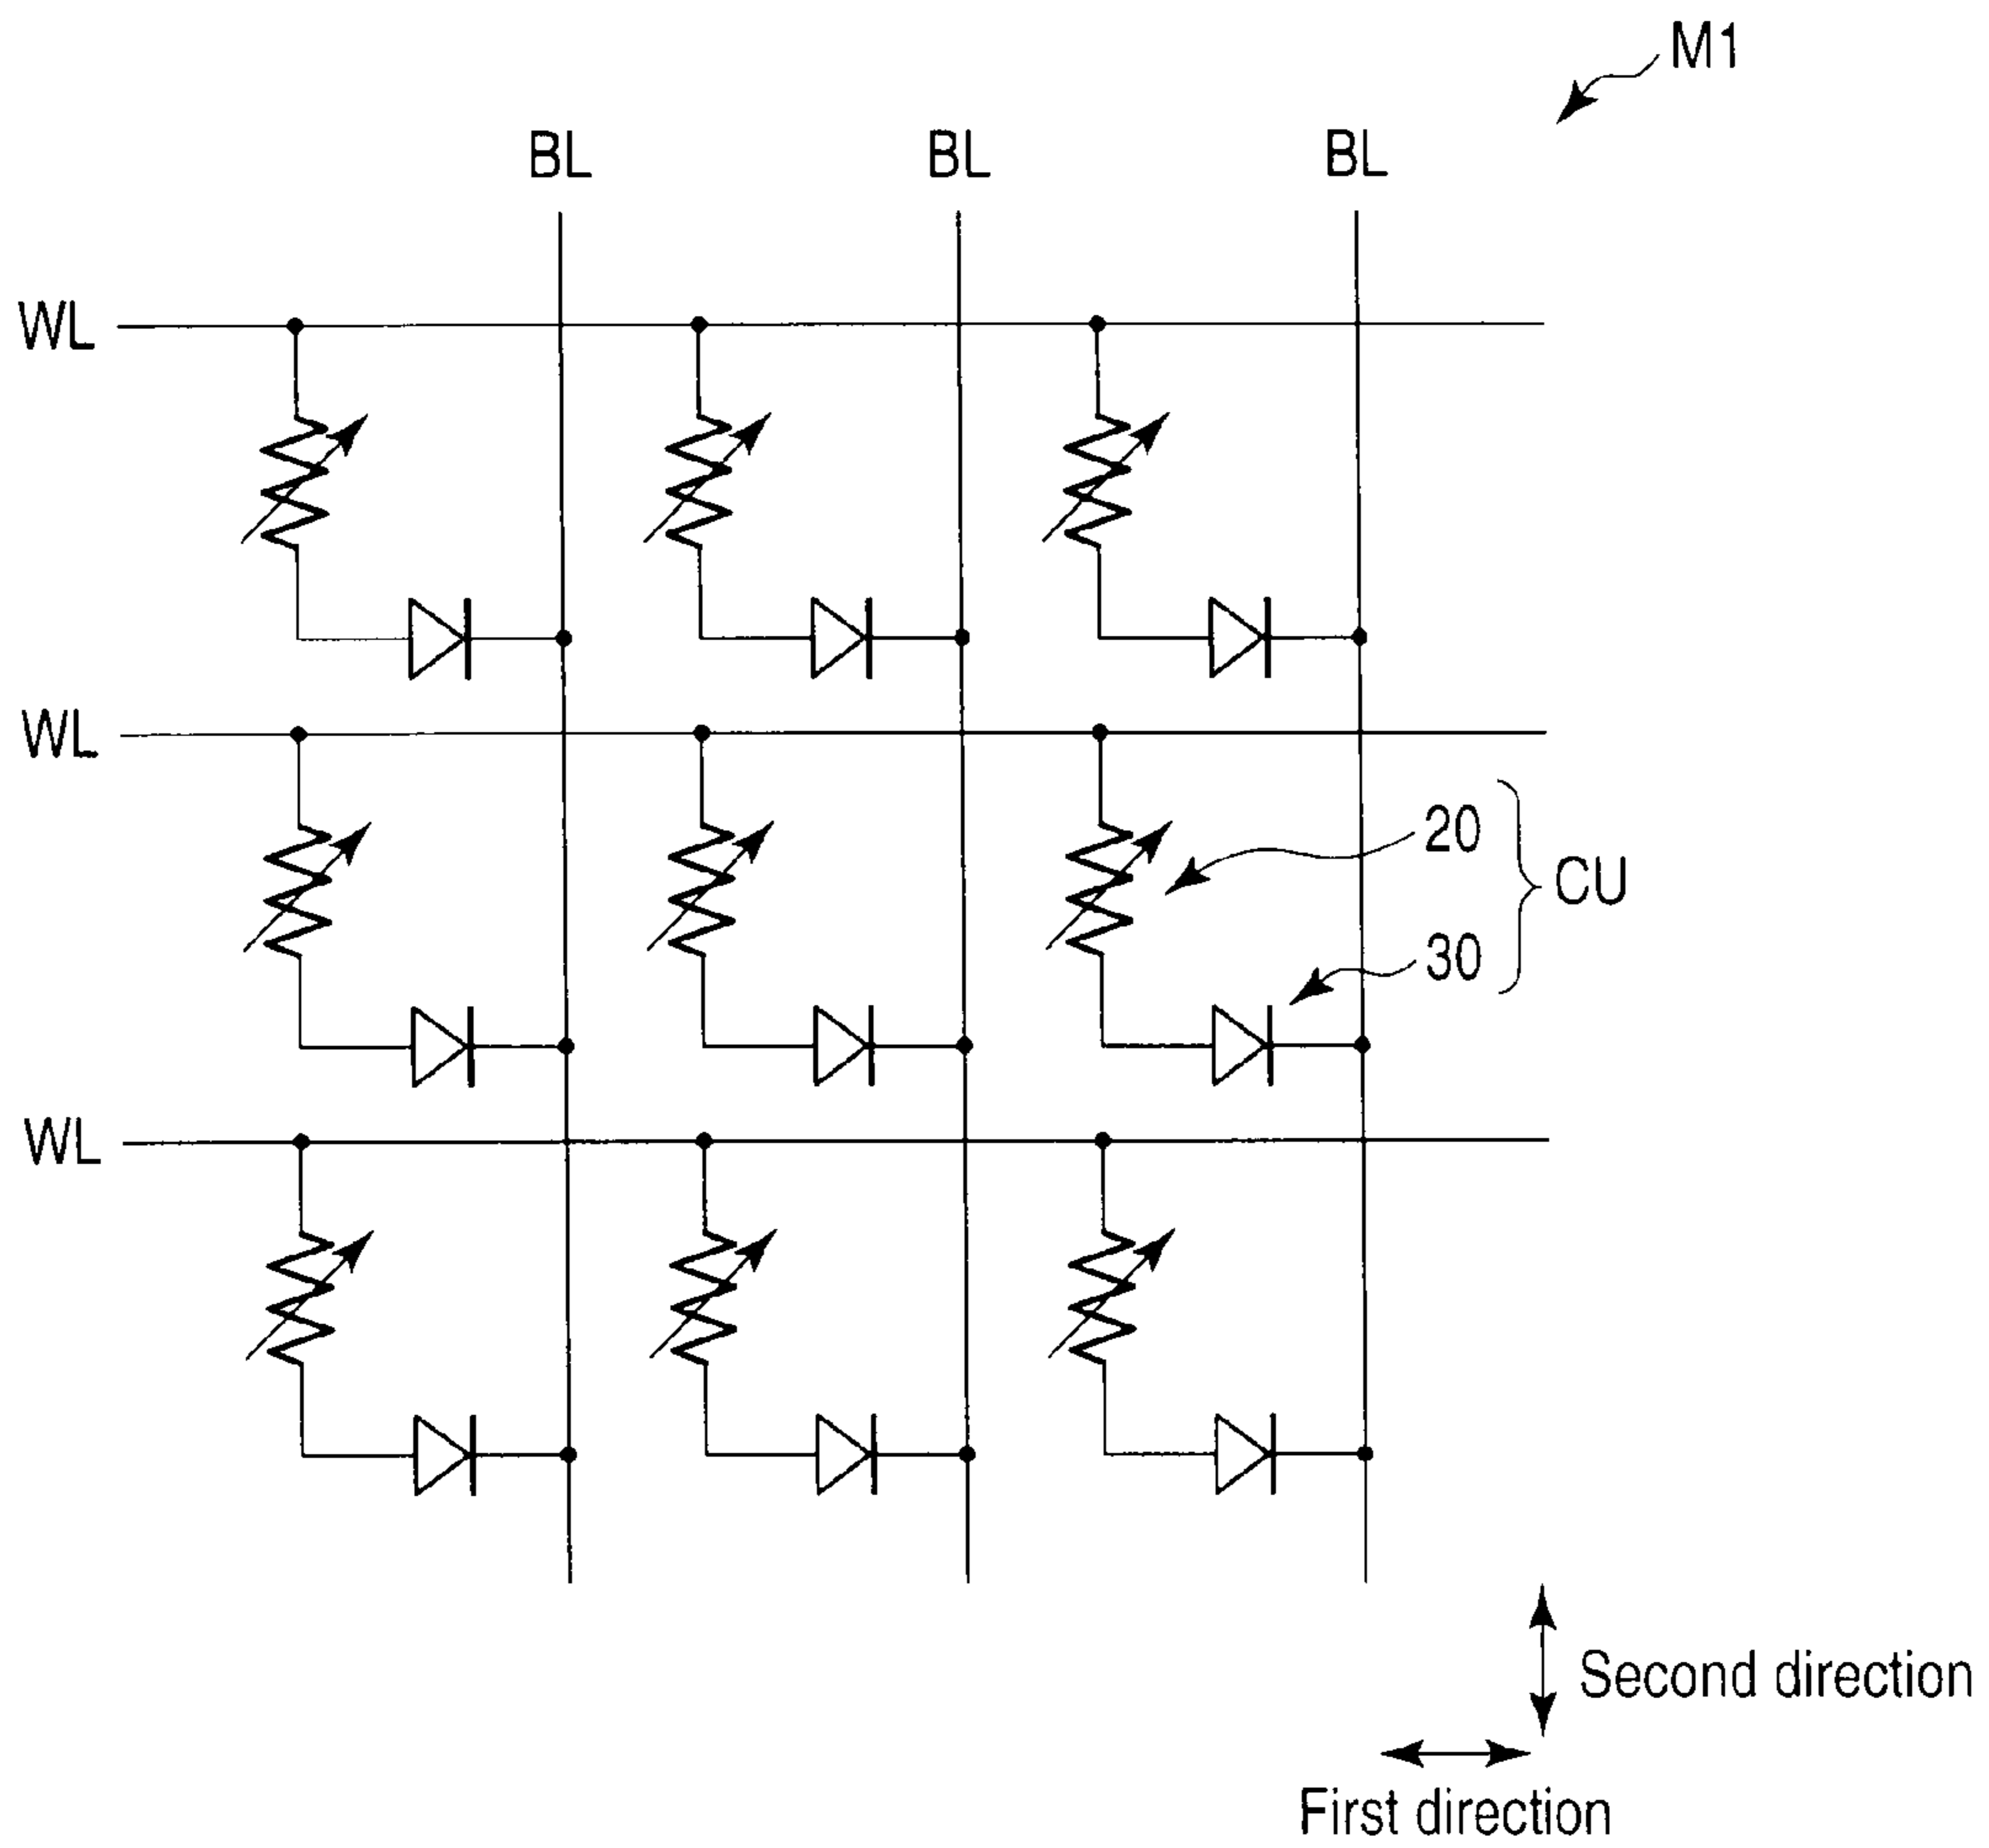 M1
BL BL BL
WL
WL
20
CU
30
WL
Second direction
First direction